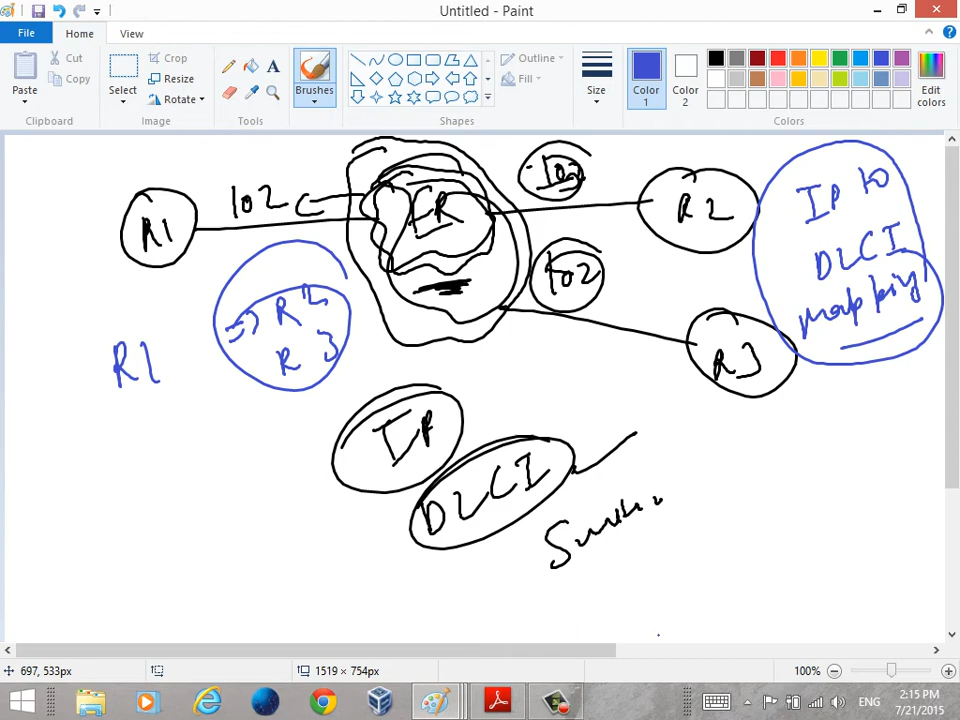 Untitled - Paint
File
Home
View
Paste
Cut
Copy
Clipboard
Select
Crop
Resize
Rotate
Image
A
Tools
Brushes
Outline
Fill
Shapes
Size
Color 1
Color 2
Edit colors
Colors
R1
102
FR
102
R2
IP to
DLCI
mapping
102
R3
R1
R2
R3
IP
DLCI
697, 533px
1519 × 754px
100%
ENG
2:15 PM
7/21/2015